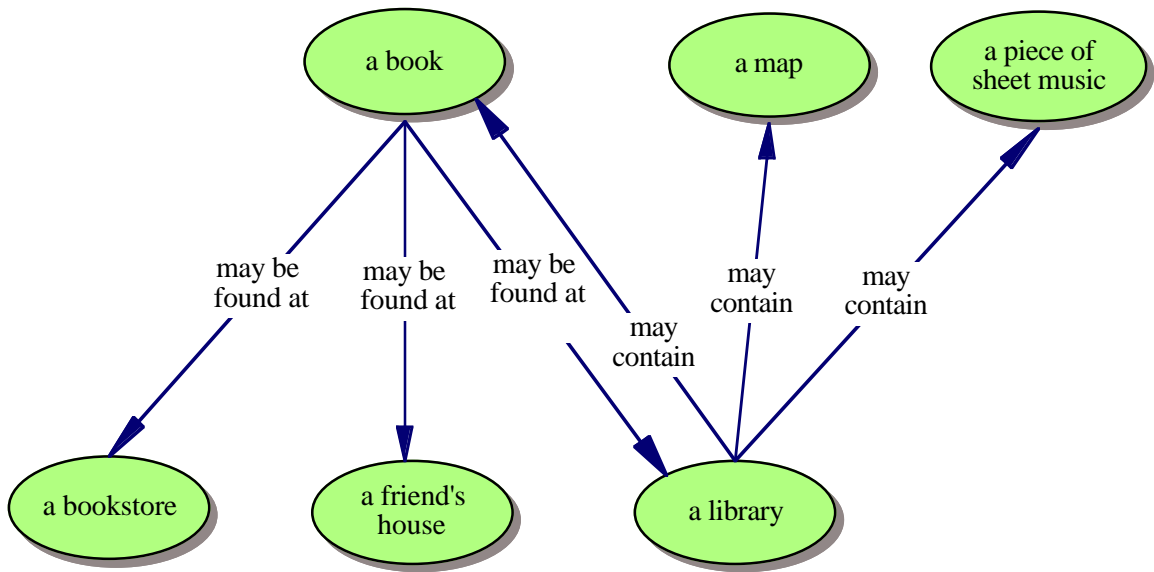 a book
a map
a piece of
sheet music
may be
found at
may be
found at
may be
found at
may
contain
may
contain
may
contain
a bookstore
a friend's
house
a library